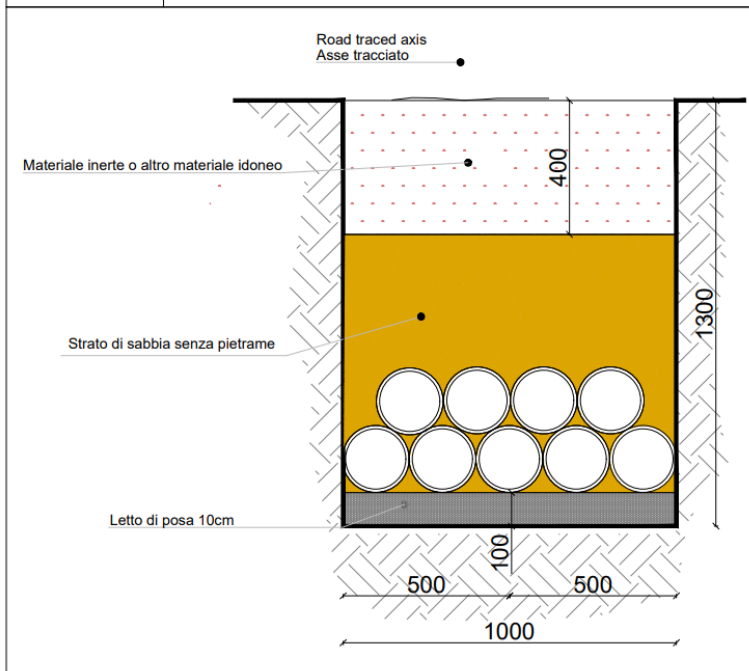 Road traced axis
Asse tracciato
Materiale inerte o altro materiale idoneo
400
1300
Strato di sabbia senza pietrame
Letto di posa 10cm
100
500
500
1000